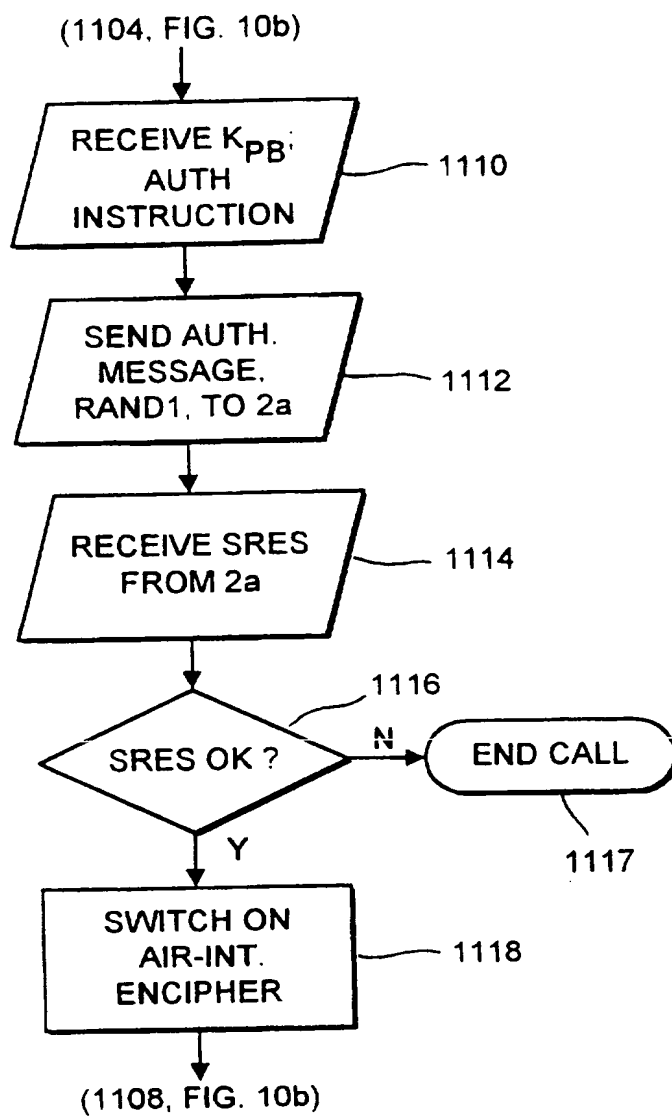 (1104, FIG. 10b)
RECEIVE KPB;
AUTH
INSTRUCTION
1110
SEND AUTH.
MESSAGE,
RAND1, TO 2a
1112
RECEIVE SRES
FROM 2a
1114
1116
SRES OK ?
N
END CALL
1117
Y
SWITCH ON
AIR-INT.
ENCIPHER
1118
(1108, FIG. 10b)